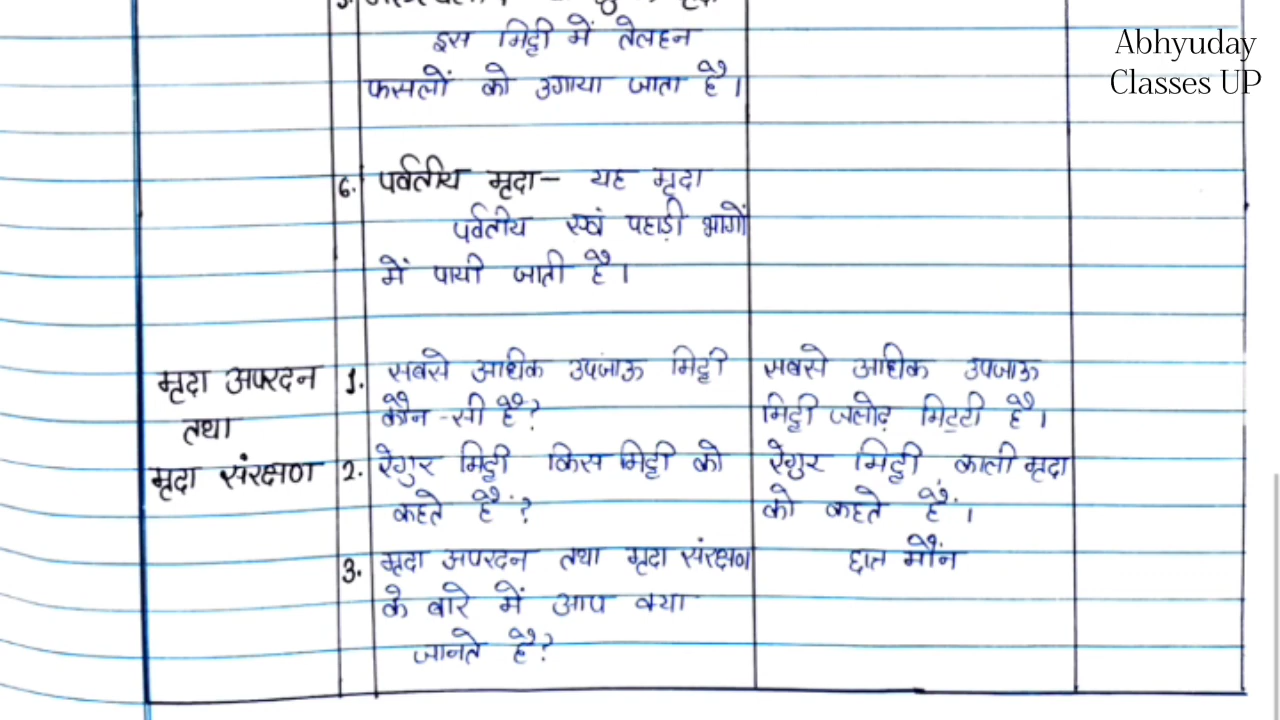 इस मिट्टी में तेलहन
फसलों को उगाया जाता है।
6. पर्वतीय मृदा- यह मृदा
पर्वतीय एवं पहाड़ी भागों
में पायी जाती है।
मृदा अपरदन
तथा
मृदा संरक्षण
1. सबसे अधिक उपजाऊ मिट्टी
कौन-सी है?
2. रेगुर मिट्टी किस मिट्टी को
कहते हैं?
3. मृदा अपरदन तथा मृदा संरक्षण
के बारे में आप क्या
जानते है?
सबसे अधिक उपजाऊ
मिट्टी जलोढ़ मिट्टी है।
रेगुर मिट्टी काली मृदा
को कहते हैं।
छात्र मौन
Abhyuday
Classes UP